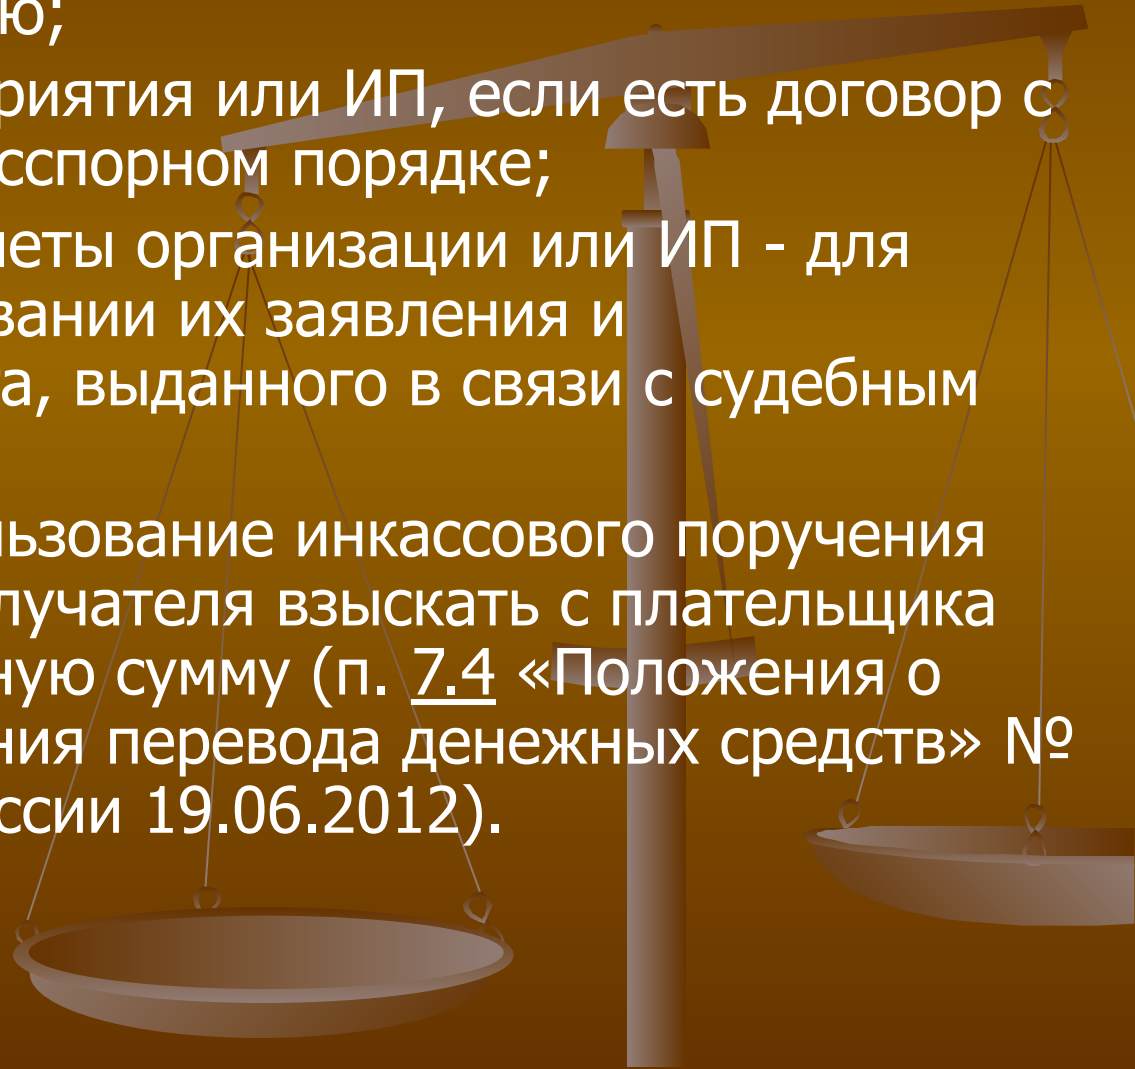 ю;
риятия или ИП, если есть договор с
сспорном порядке;
четы организации или ИП - для
вании их заявления и
та, выданного в связи с судебным
льзование инкассового поручения
лучателя взыскать с плательщика
ную сумму (п. 7.4 «Положения о
ния перевода денежных средств» №
ссии 19.06.2012).